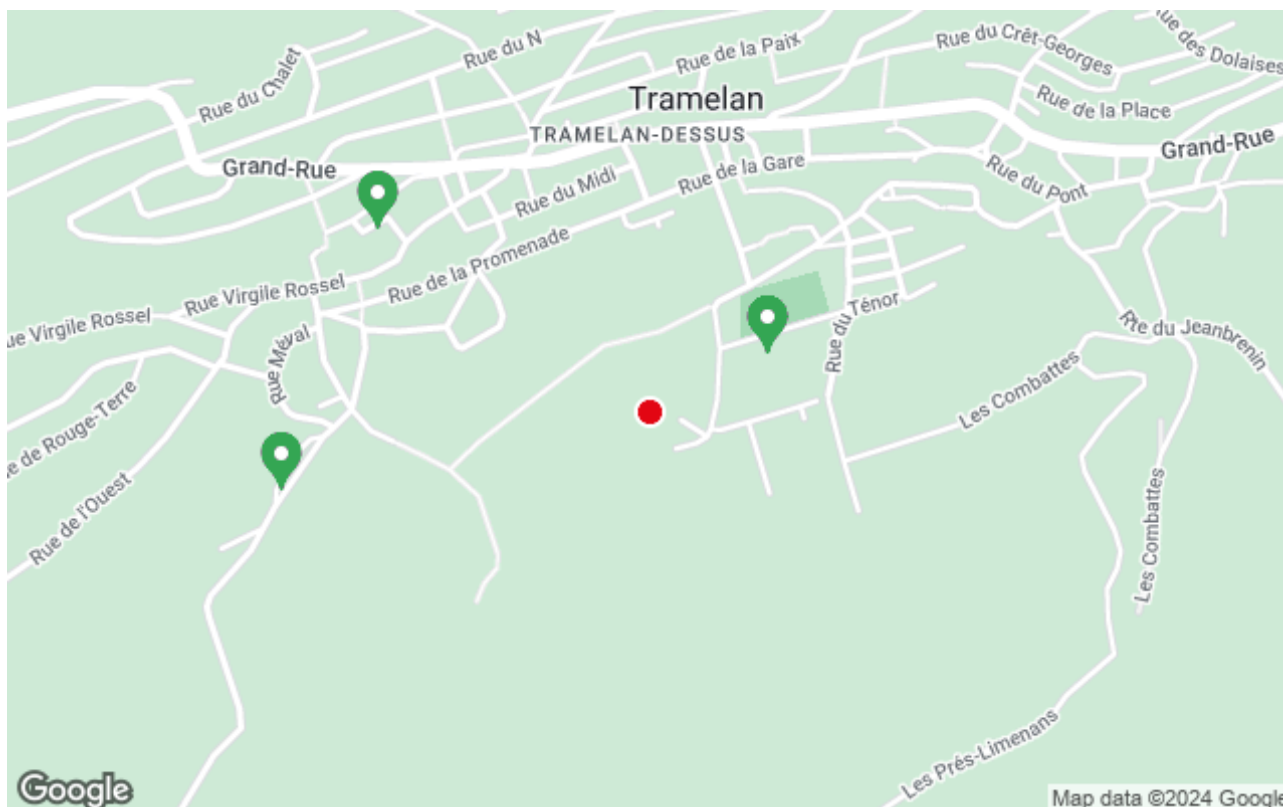 Rue des Dolaises
Rue du N
Rue de la Paix
Rue du Crêt-Georges
Rue du Chalet
Tramelan
Rue de la Place
TRAMELAN-DESSUS
Grand-Rue
Grand-Rue
Rue de la Gare
Rue du Midi
Rue du Pont
Rue de la Promenade
Rue Virgile Rossel
Rue Virgile Rossel
Rue du Ténor
Rte du Jeanbrenin
Rue Méval
Les Combattes
e de Rouge-Terre
Rue de l'Ouest
Les Combattes
Les Prés-Limenans
Google
Map data ©2024 Google